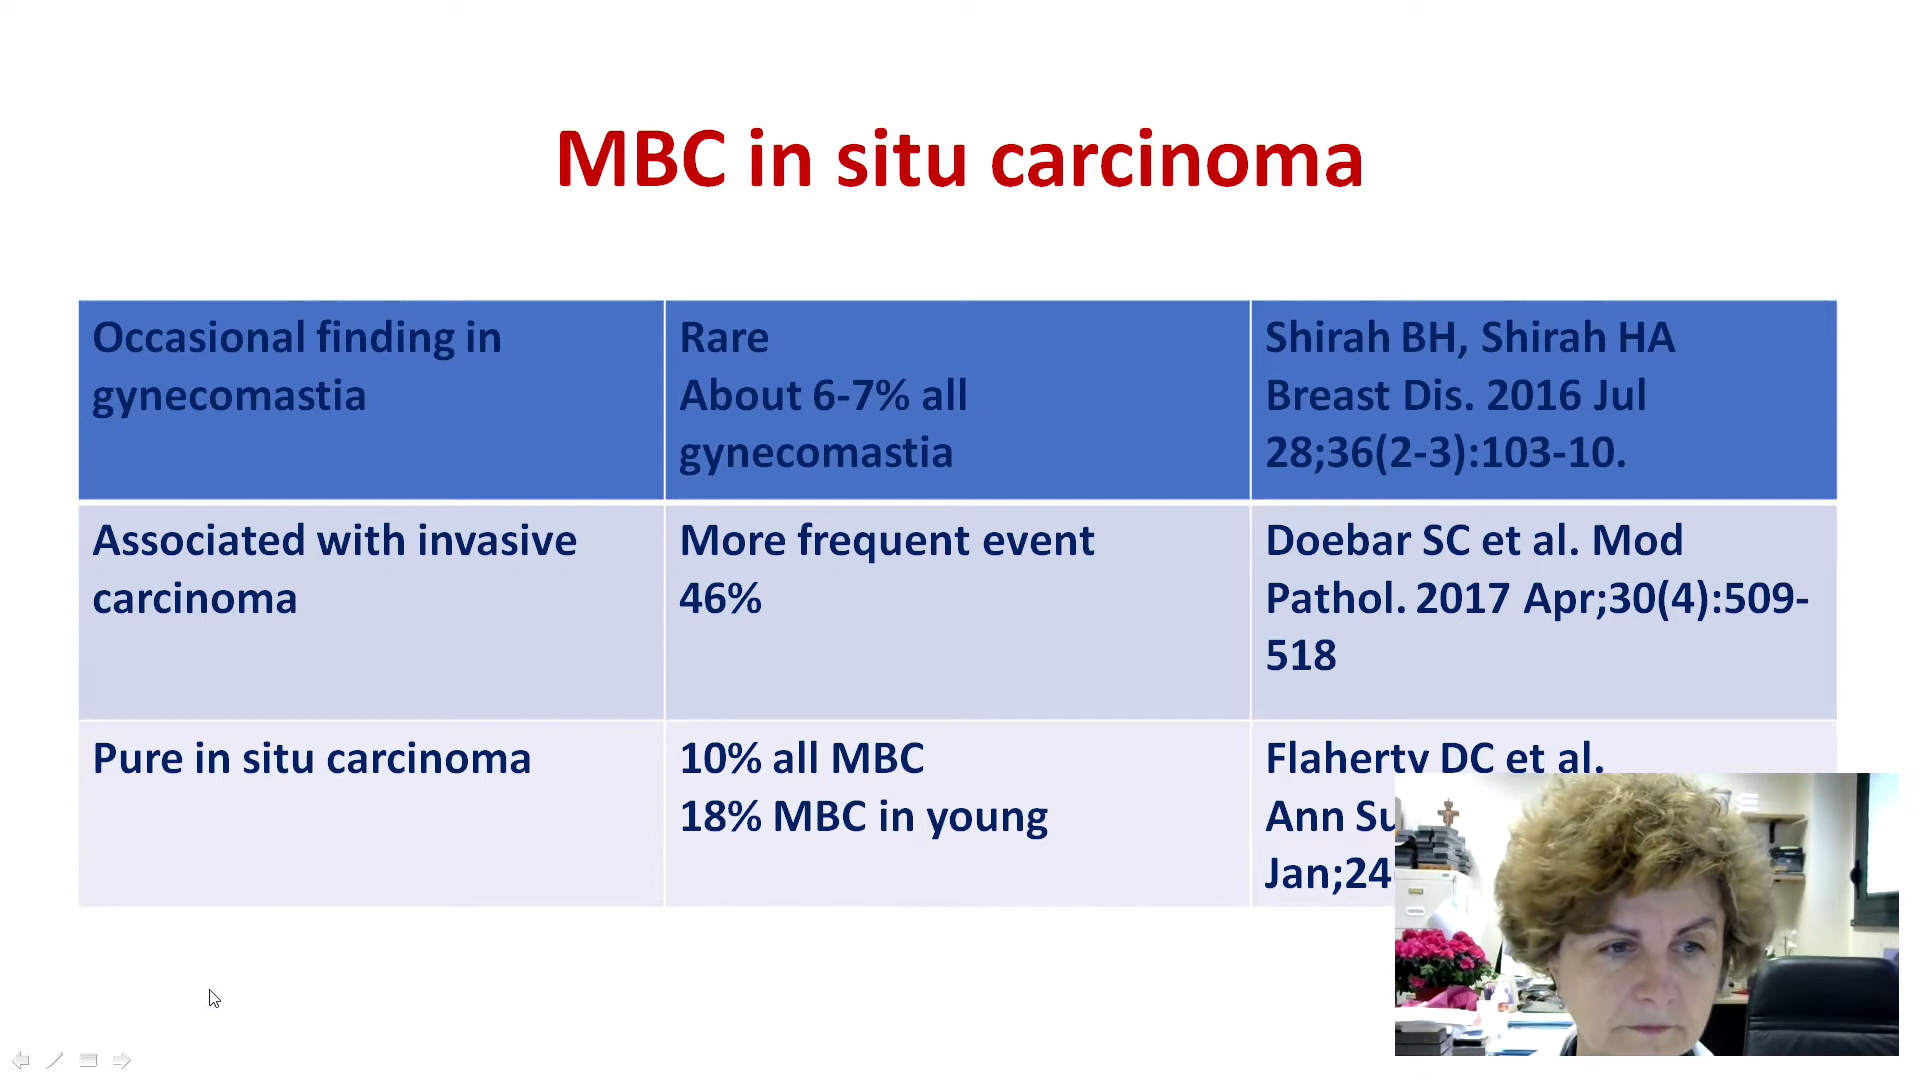 MBC in situ carcinoma
Occasional finding in
gynecomastia
Rare
About 6-7% all
gynecomastia
Shirah BH, Shirah HA
Breast Dis. 2016 Jul
28;36(2-3):103-10.
Associated with invasive
carcinoma
More frequent event
46%
Doebar SC et al. Mod
Pathol. 2017 Apr;30(4):509-
518
Pure in situ carcinoma
10% all MBC
18% MBC in young
Flaherty DC et al.
Ann
Jan;24